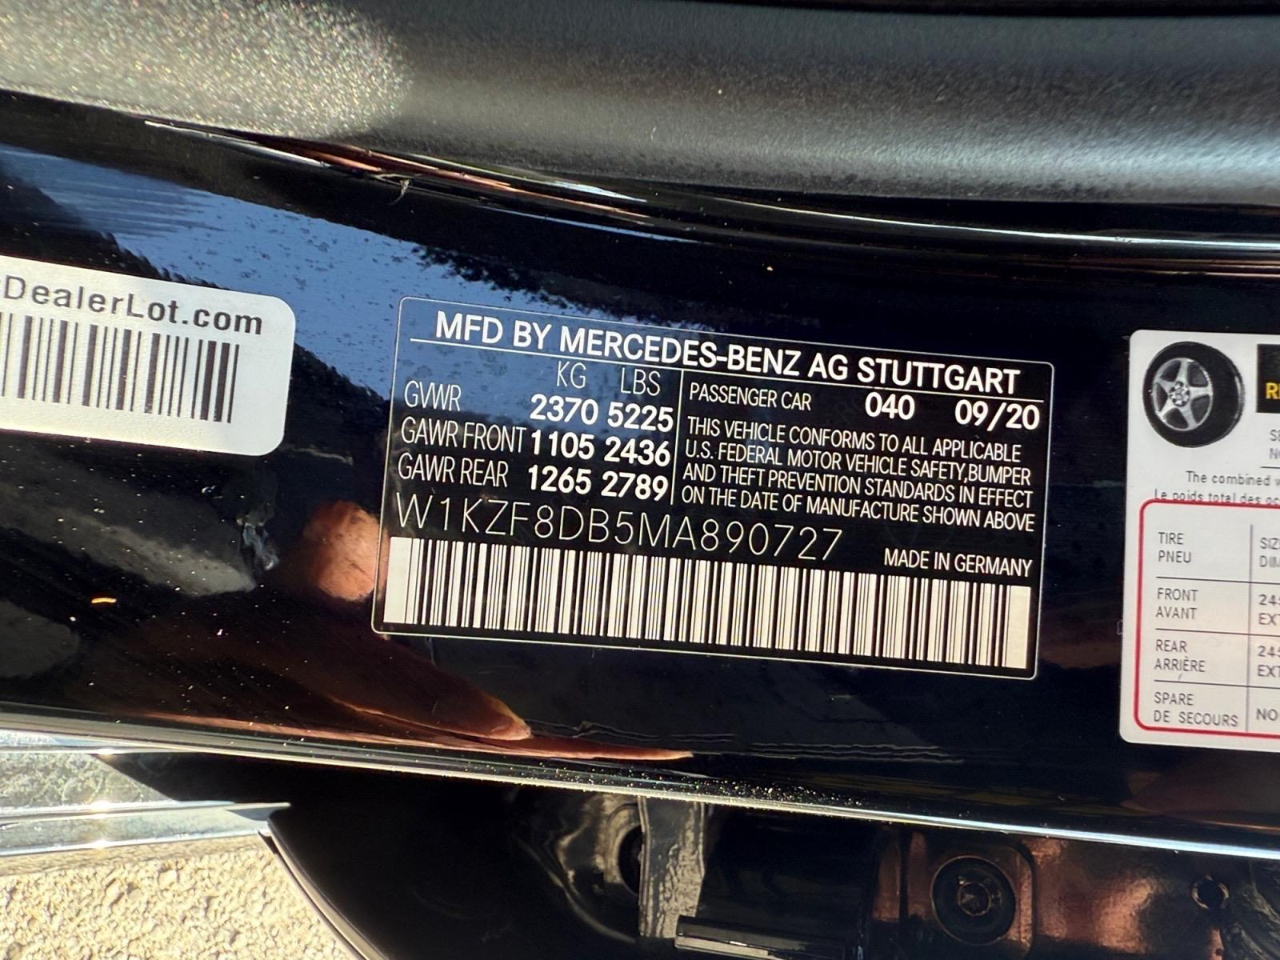 DealerLot.com
MFD BY MERCEDES-BENZ AG STUTTGART
KG LBS
GVWR 2370 5225
GAWR FRONT 1105 2436
GAWR REAR 1265 2789
PASSENGER CAR 040 09/20
THIS VEHICLE CONFORMS TO ALL APPLICABLE
U.S. FEDERAL MOTOR VEHICLE SAFETY,BUMPER
AND THEFT PREVENTION STANDARDS IN EFFECT
ON THE DATE OF MANUFACTURE SHOWN ABOVE
W1KZF8DB5MA890727
MADE IN GERMANY
The combined
Le poids total des
TIRE
PNEU
FRONT
AVANT
REAR
ARRIÈRE
SPARE
DE SECOURS
NO